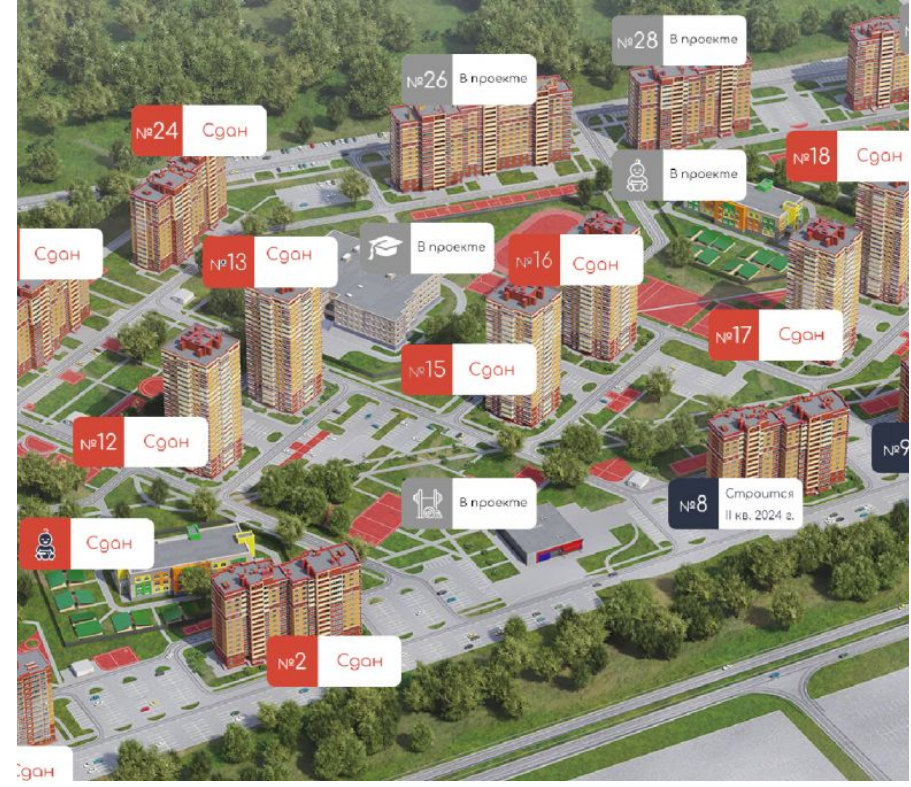 №28 В проекте
№26 В проекте
№24 Сдан
№18 Сдан
В проекте
Сдан
№13 Сдан
В проекте
№16 Сдан
№17 Сдан
№15 Сдан
№12 Сдан
№9
В проекте
№8 Строится
II кв. 2024 г.
Сдан
№2 Сдан
Сдан